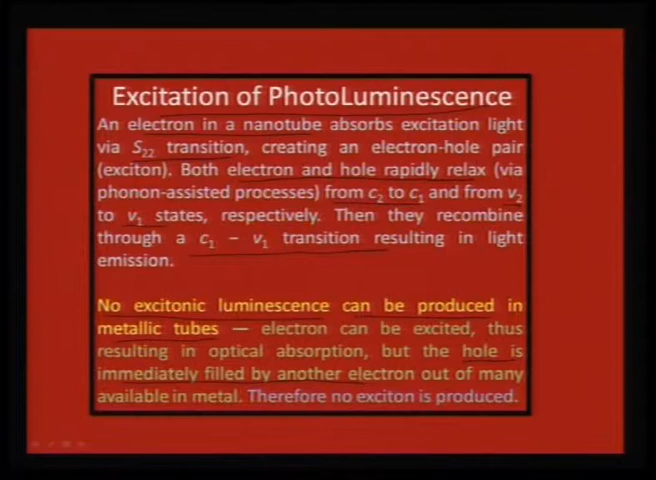 Excitation of PhotoLuminescence
An electron in a nanotube absorbs excitation light
via S22 transition, creating an electron-hole pair
(exciton). Both electron and hole rapidly relax (via
phonon-assisted processes) from c2 to c1 and from v2
to v1 states, respectively. Then they recombine
through a c1 – v1 transition resulting in light
emission.
No excitonic luminescence can be produced in
metallic tubes — electron can be excited, thus
resulting in optical absorption, but the hole is
immediately filled by another electron out of many
available in metal. Therefore no exciton is produced.